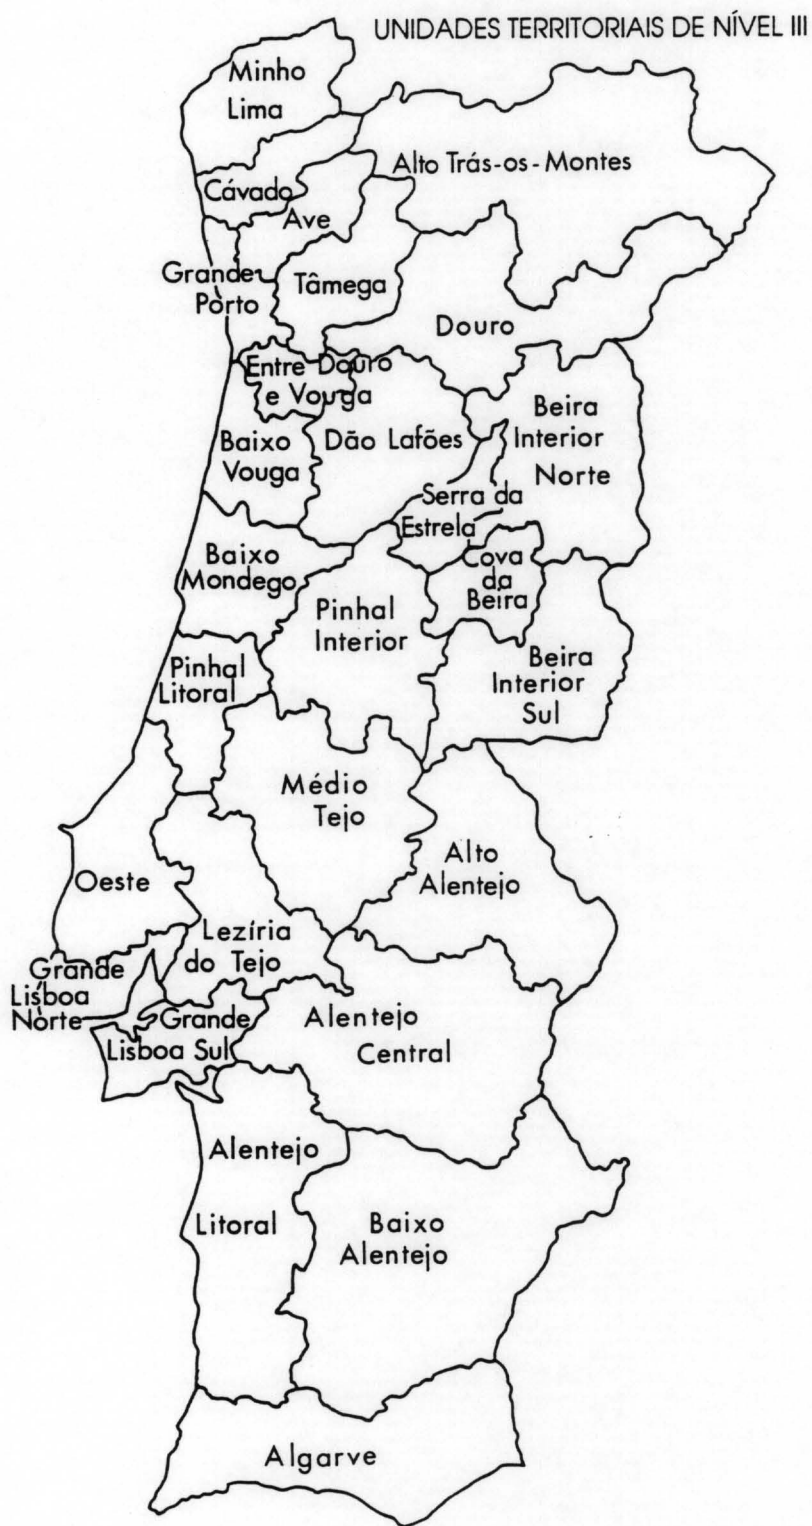 UNIDADES TERRITORIAIS DE NÍVEL III
Minho
Lima
Alto Trás-os-Montes
Cávado
Ave
Grande
Porto
Tâmega
Douro
Entre Douro
e Vouga
Baixo
Vouga
Dão Lafões
Beira
Interior
Norte
Serra da
Estrela
Baixo
Mondego
Cova
da
Beira
Pinhal
Interior
Pinhal
Litoral
Beira
Interior
Sul
Médio
Tejo
Oeste
Alto
Alentejo
Lezíria
do Tejo
Grande
Lisboa
Norte
Grande
Lisboa Sul
Alentejo
Central
Alentejo
Litoral
Baixo
Alentejo
Algarve